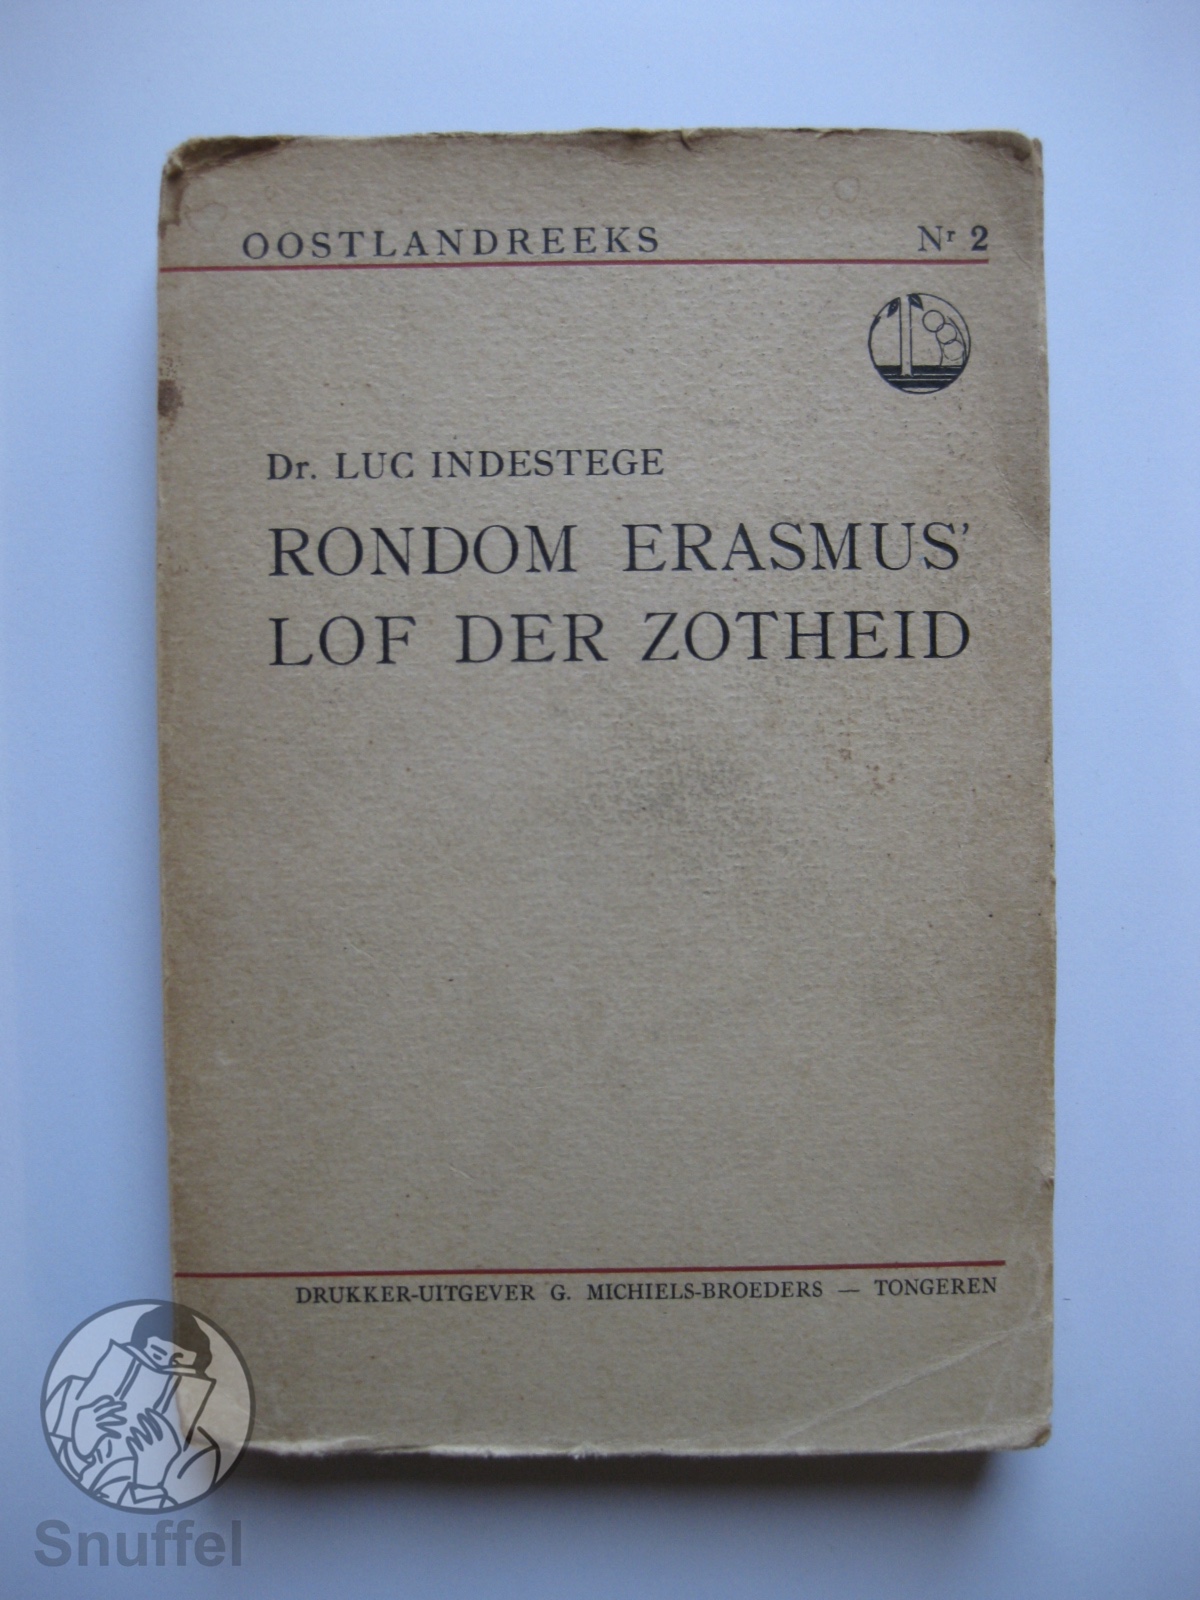 OOSTLANDREEKS Nr 2
Dr. LUC INDESTEGE
RONDOM ERASMUS'
LOF DER ZOTHEID
DRUKKER-UITGEVER G. MICHIELS-BROEDERS — TONGEREN
Snuffel